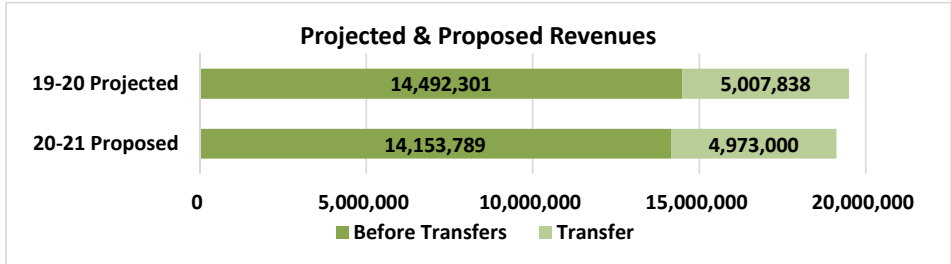 Projected & Proposed Revenues
19-20 Projected 14,492,301 5,007,838
20-21 Proposed 14,153,789 4,973,000
0 5,000,000 10,000,000 15,000,000 20,000,000
Before Transfers Transfer